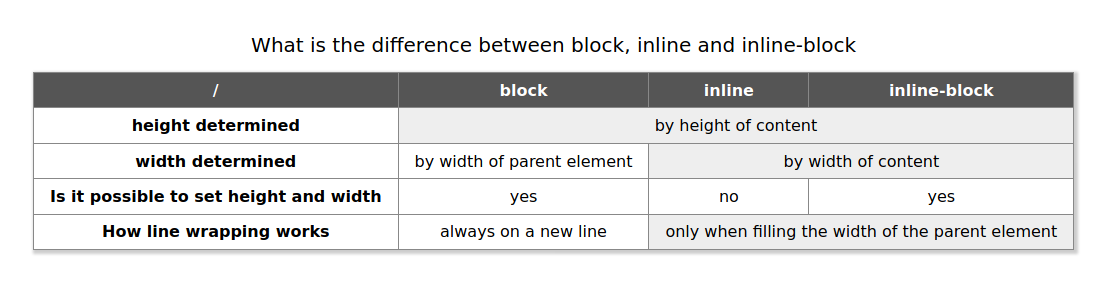 What is the difference between block, inline and inline-block
/ block inline inline-block
height determined by height of content
width determined by width of parent element by width of content
Is it possible to set height and width yes no yes
How line wrapping works always on a new line only when filling the width of the parent element